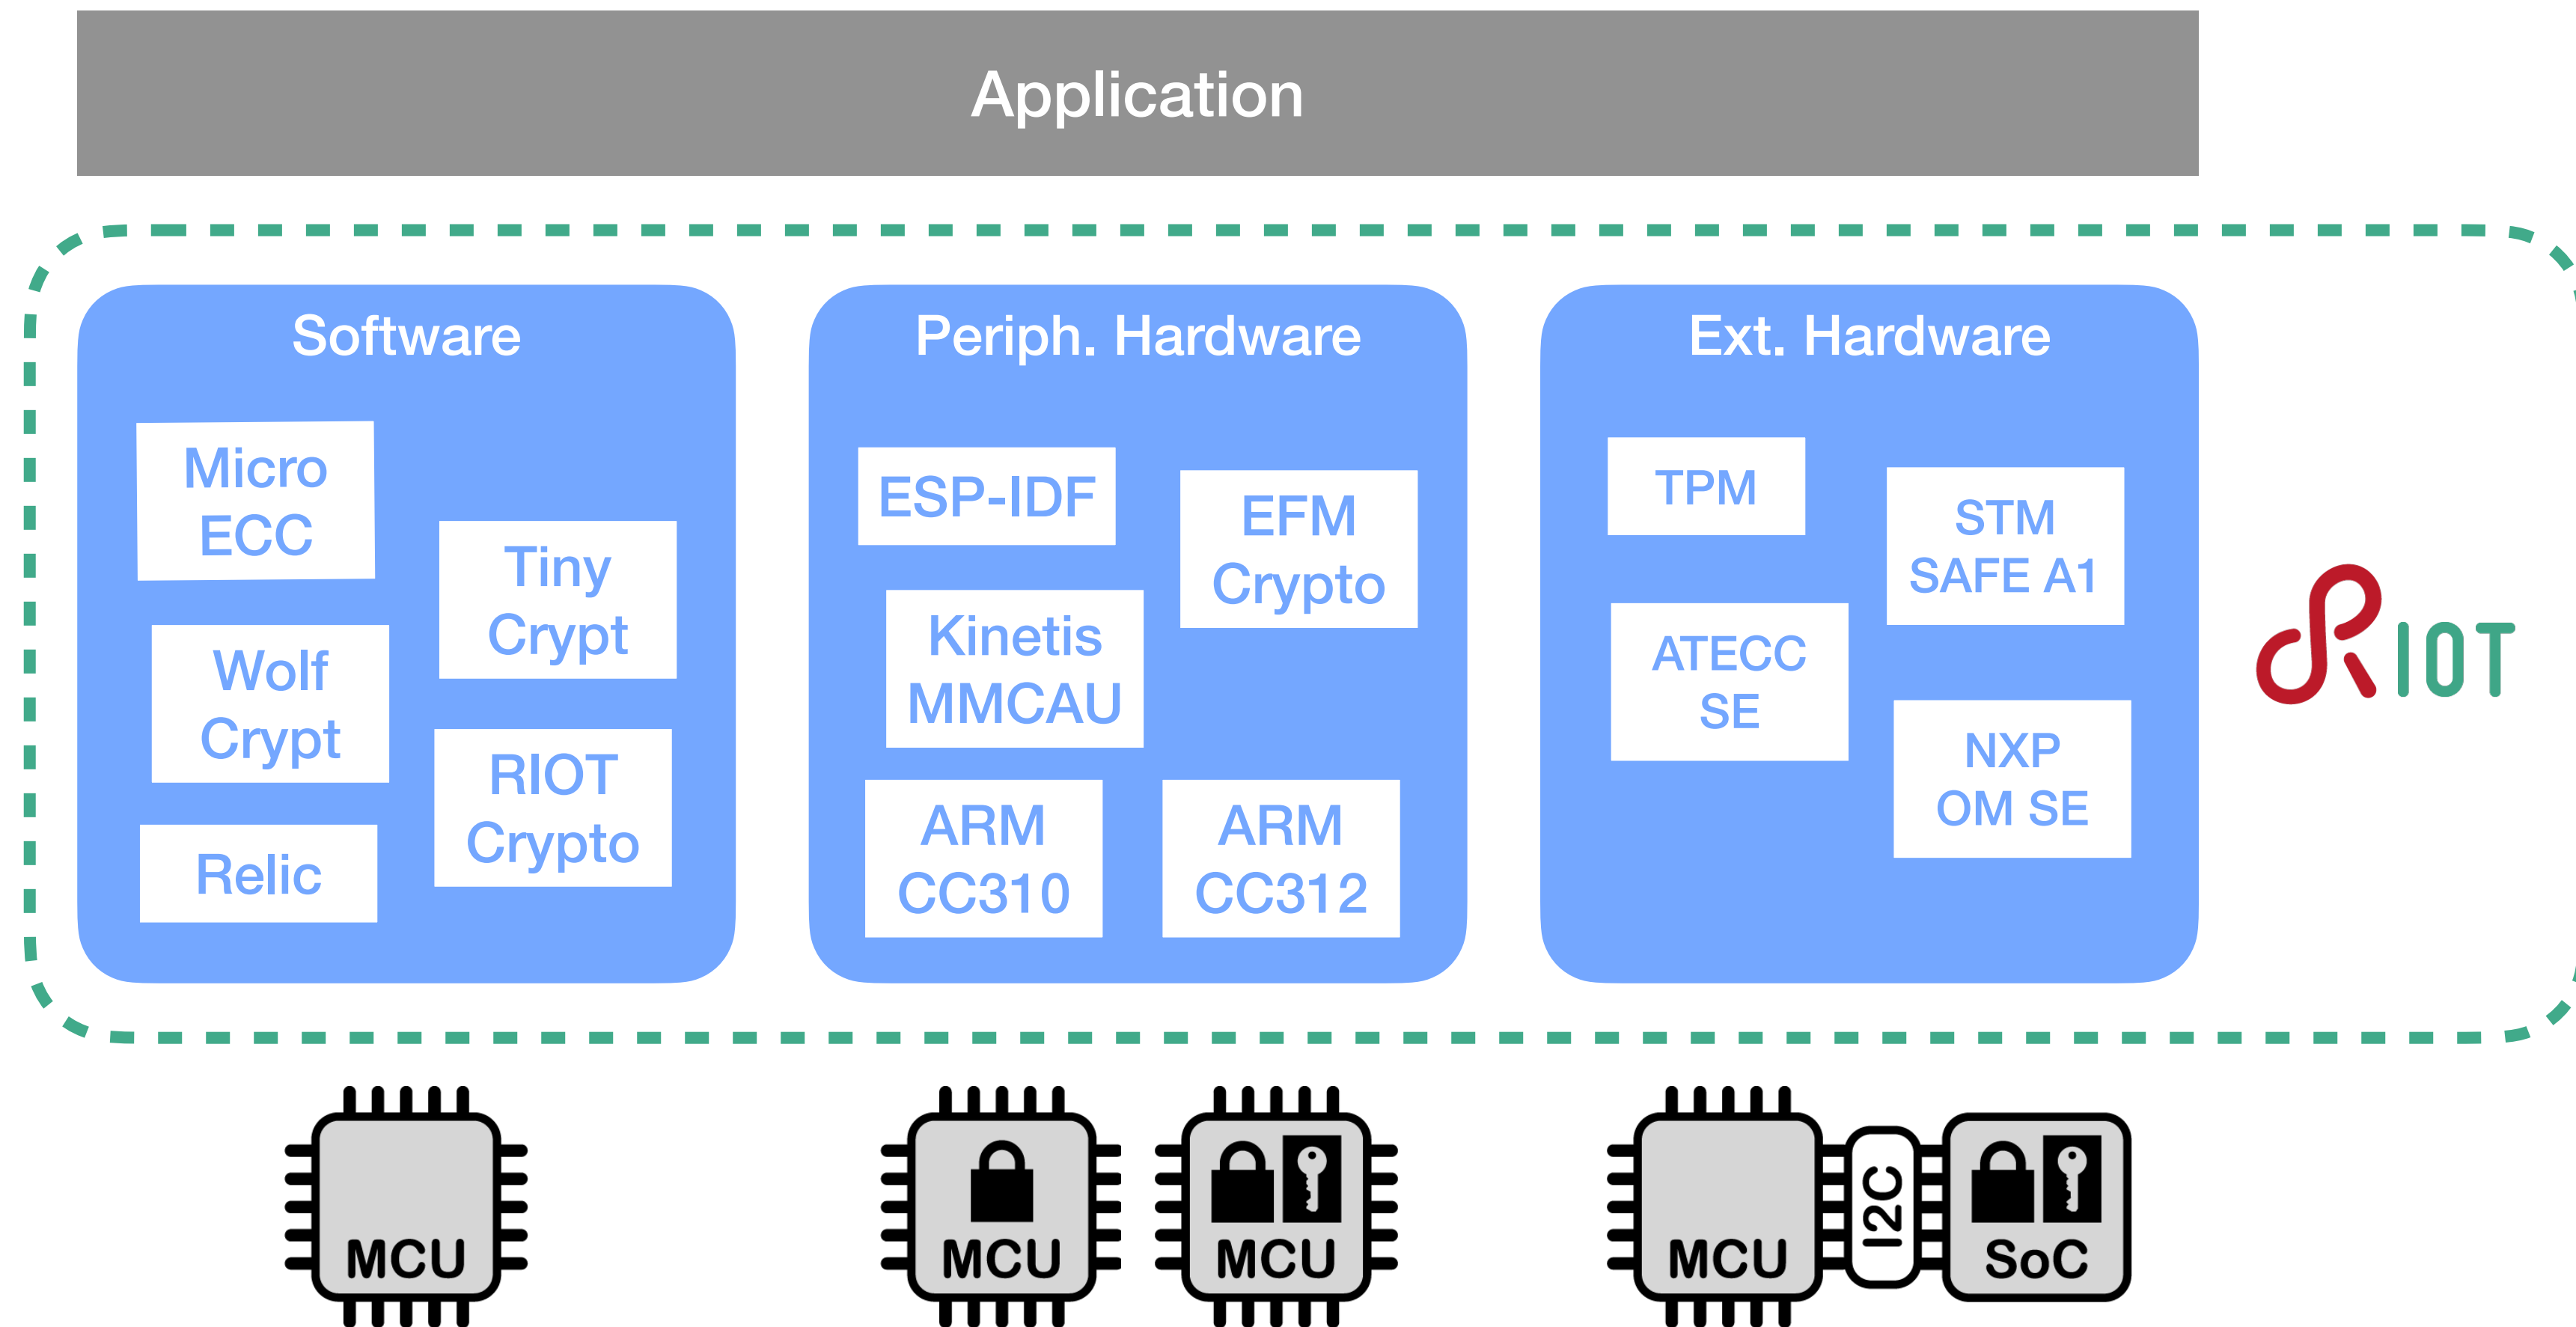 Application
Software
Micro
ECC
Tiny
Crypt
Wolf
Crypt
RIOT
Crypto
Relic
Periph. Hardware
ESP-IDF
EFM
Crypto
Kinetis
MMCAU
ARM
CC310
ARM
CC312
Ext. Hardware
TPM
STM
SAFE A1
ATECC
SE
NXP
OM SE
RIOT
MCU
MCU
MCU
MCU
I2C
SoC